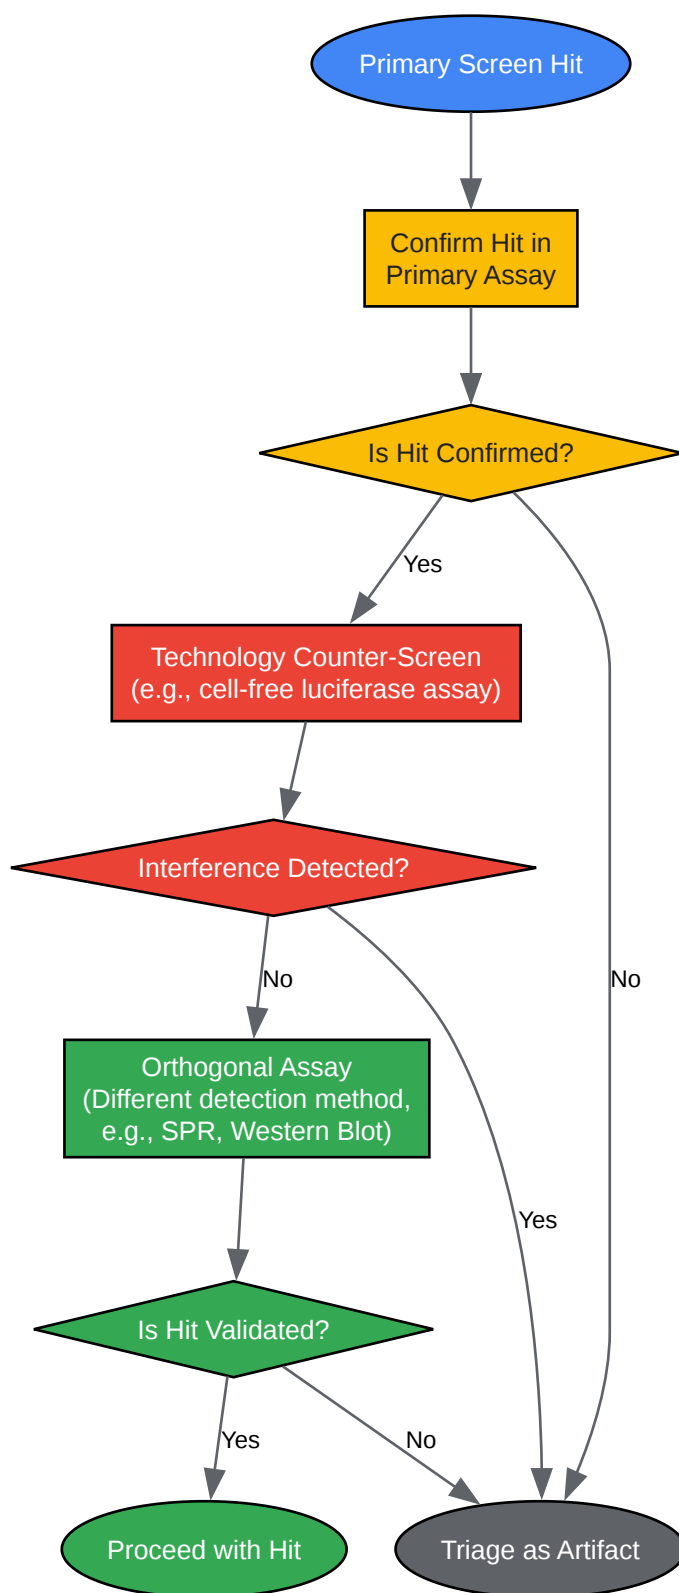 Primary Screen Hit
Confirm Hit in
Primary Assay
Is Hit Confirmed?
Yes
Technology Counter-Screen
(e.g., cell-free luciferase assay)
Interference Detected?
No
No
Orthogonal Assay
(Different detection method,
e.g., SPR, Western Blot)
Yes
Is Hit Validated?
Yes
No
Proceed with Hit
Triage as Artifact